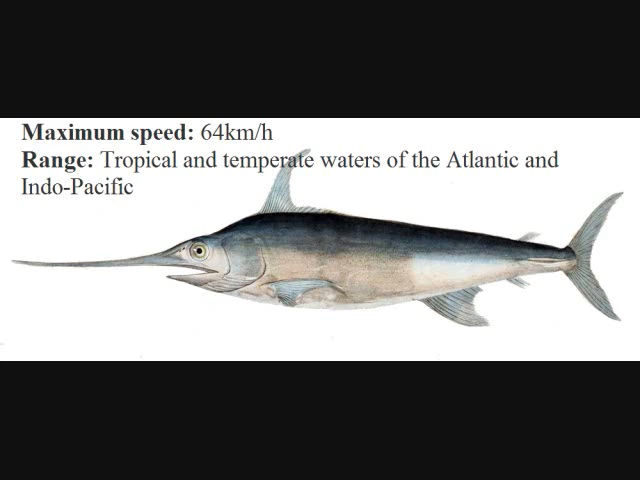 Maximum speed: 64km/h
Range: Tropical and temperate waters of the Atlantic and
Indo-Pacific